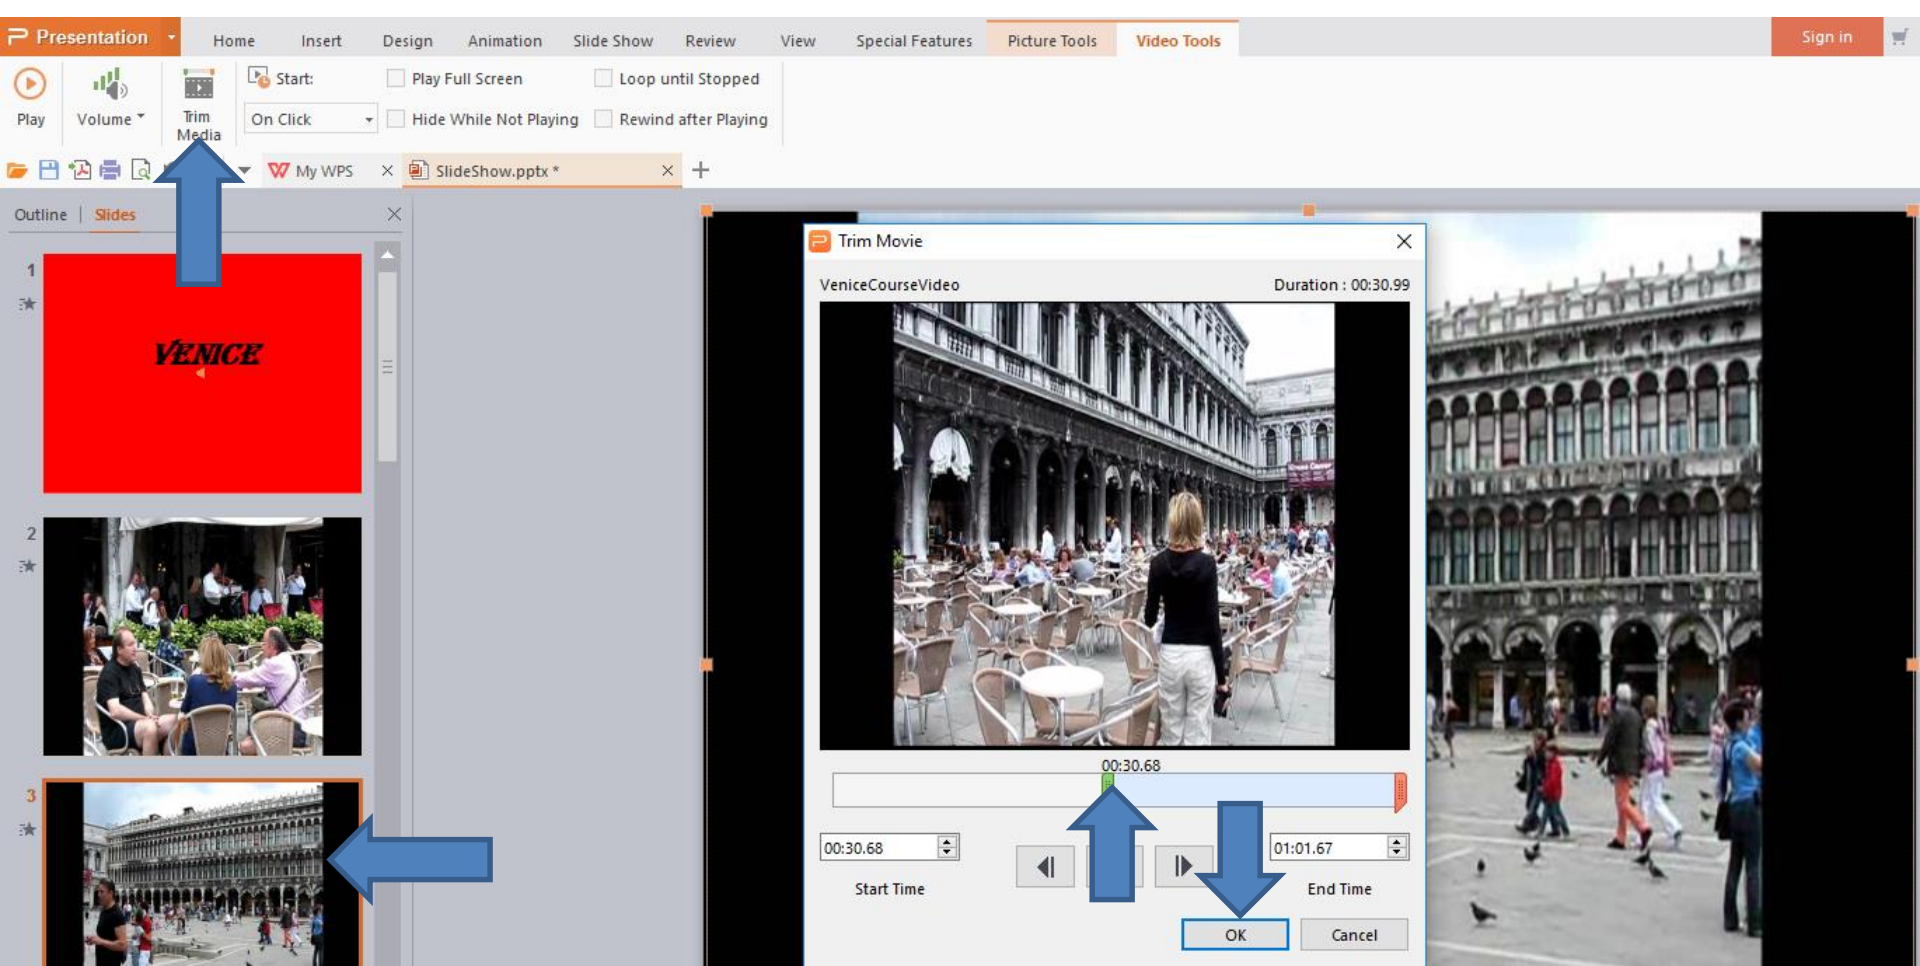 Presentation
Home Insert Design Animation Slide Show Review View Special Features Picture Tools Video Tools
Sign in
Start: Play Full Screen Loop until Stopped
Play Volume Trim Media On Click Hide While Not Playing Rewind after Playing
My WPS SlideShow.pptx *
Outline | Slides
Trim Movie
VeniceCourseVideo Duration : 00:30.99
1
VENICE
2
3
00:30.68
00:30.68 01:01.67
Start Time End Time
OK Cancel